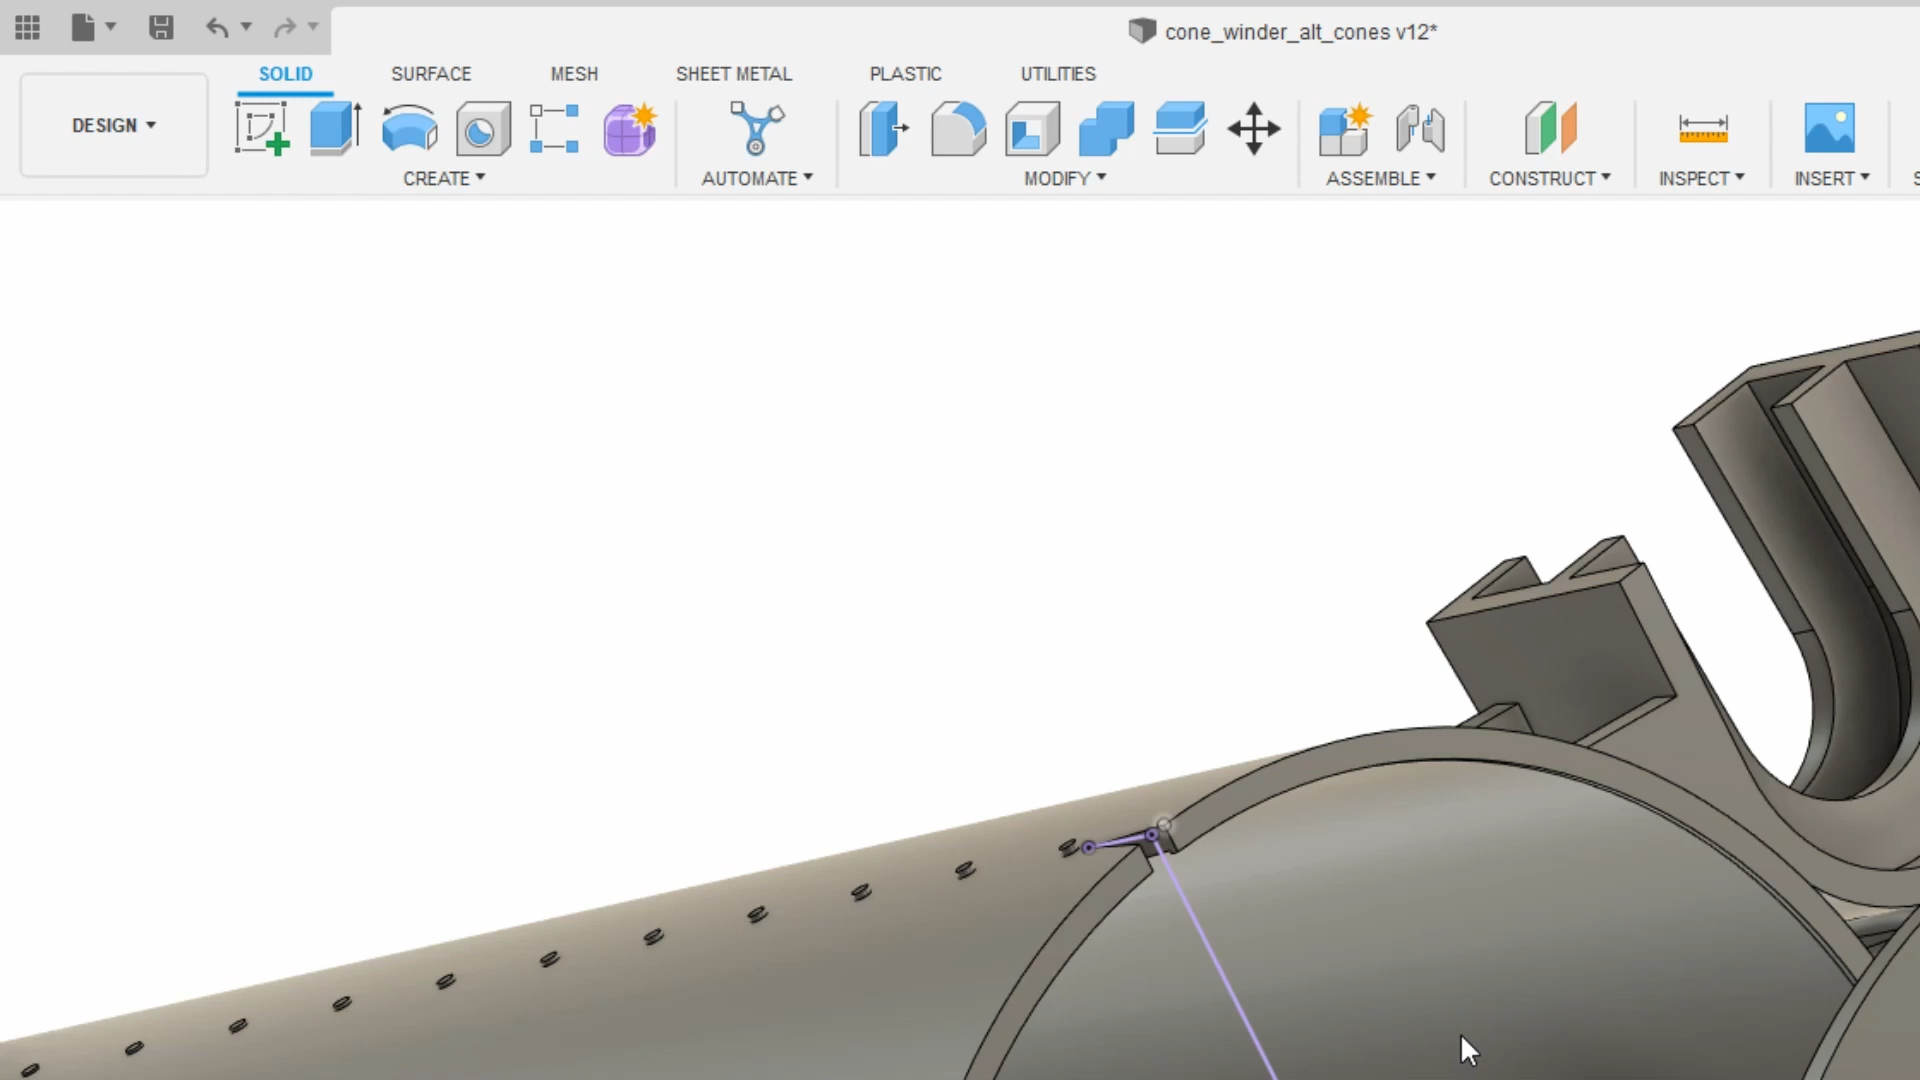 cone_winder_alt_cones v12*
SOLID SURFACE MESH SHEET METAL PLASTIC UTILITIES
DESIGN
CREATE AUTOMATE MODIFY ASSEMBLE CONSTRUCT INSPECT INSERT S